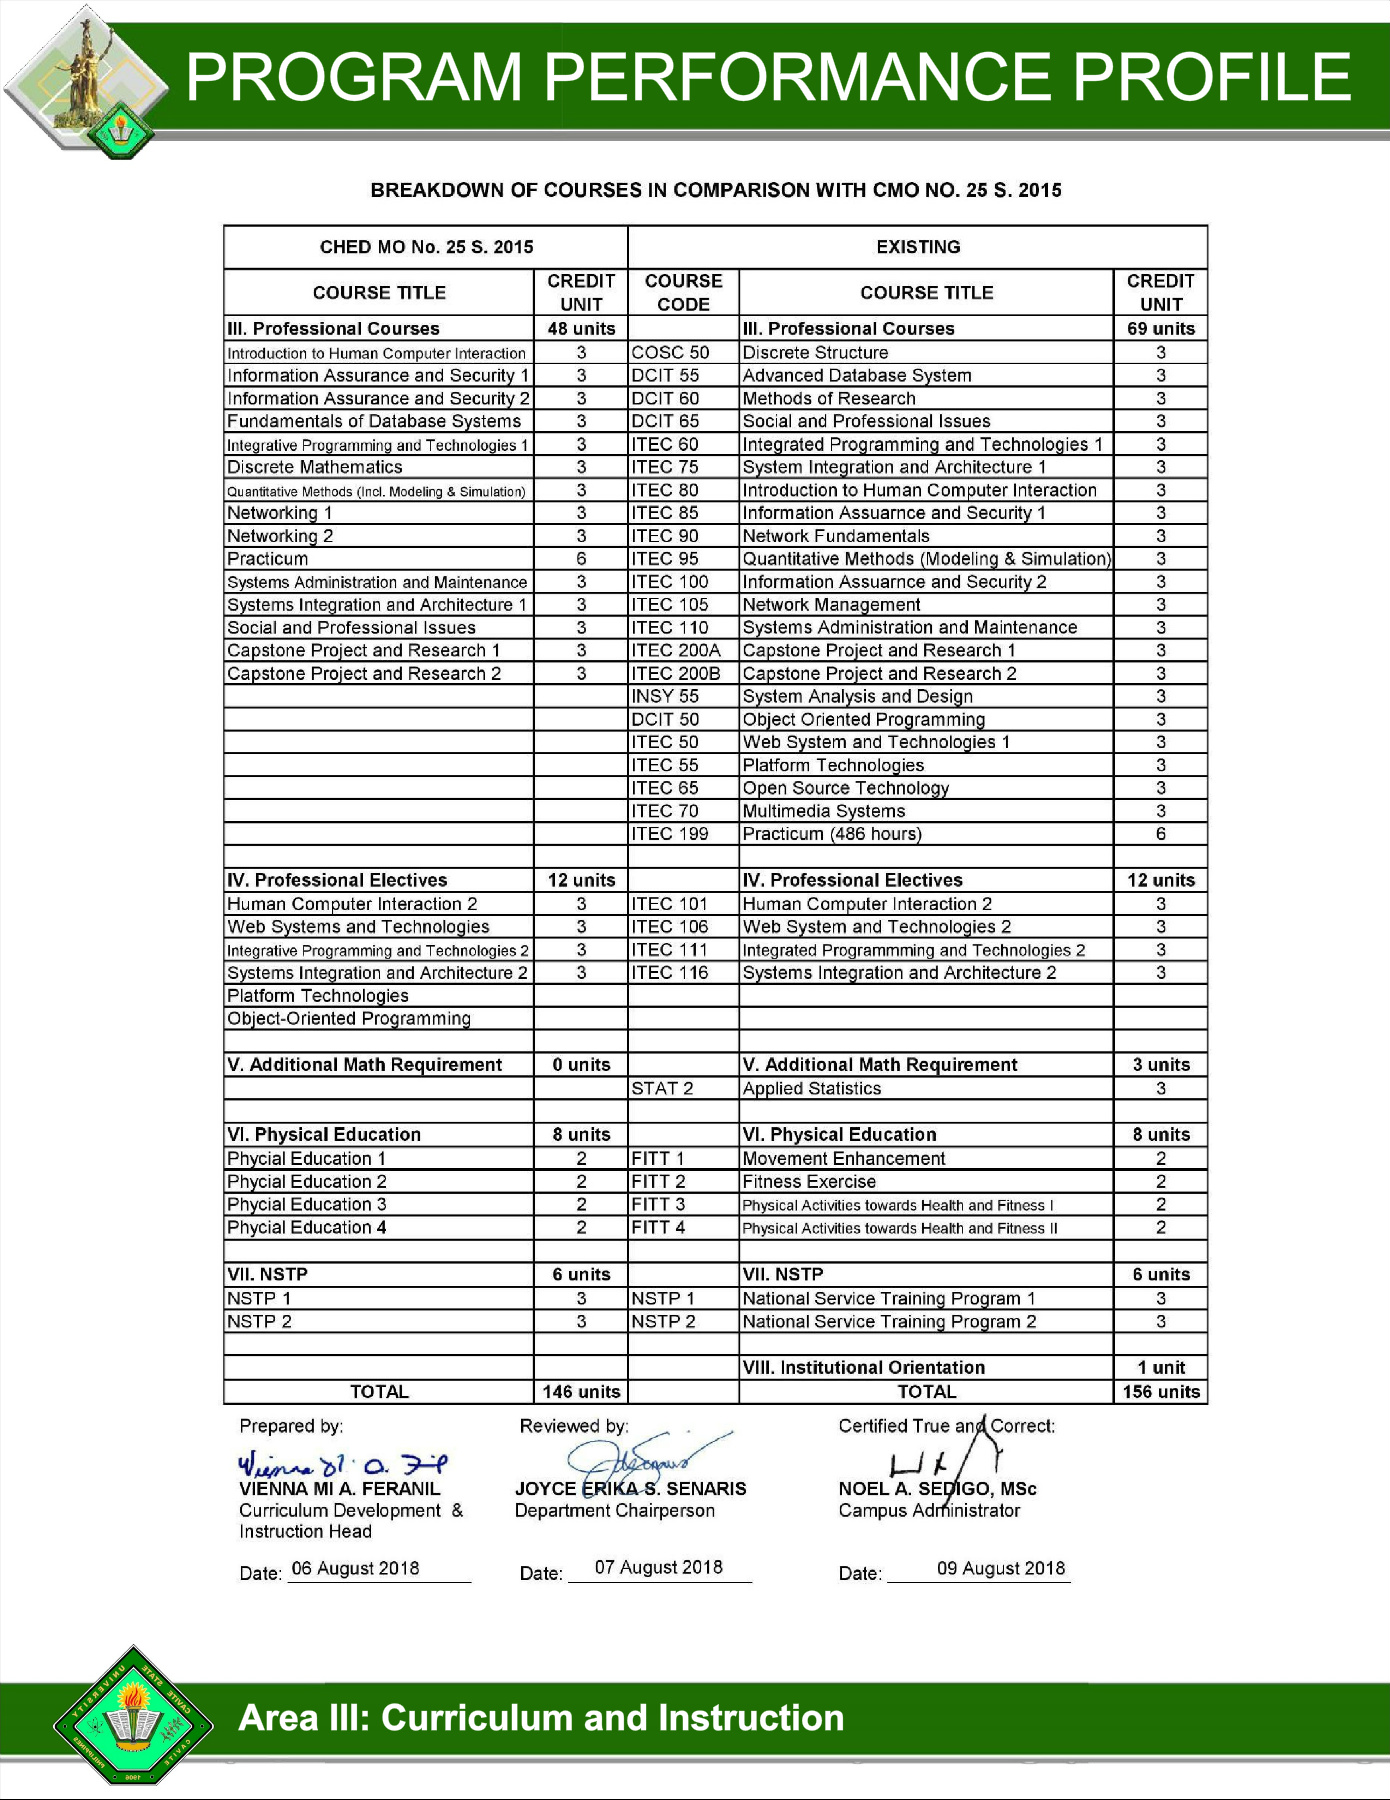 PROGRAM PERFORMANCE PROFILE
BREAKDOWN OF COURSES IN COMPARISON WITH CMO NO. 25 S. 2015
CHED MO No. 25 S. 2015 EXISTING
COURSE TITLE CREDIT UNIT COURSE CODE COURSE TITLE CREDIT UNIT
III. Professional Courses 48 units III. Professional Courses 69 units
Introduction to Human Computer Interaction 3 COSC 50 Discrete Structure 3
Information Assurance and Security 1 3 DCIT 55 Advanced Database System 3
Information Assurance and Security 2 3 DCIT 60 Methods of Research 3
Fundamentals of Database Systems 3 DCIT 65 Social and Professional Issues 3
Integrative Programming and Technologies 1 3 ITEC 60 Integrated Programming and Technologies 1 3
Discrete Mathematics 3 ITEC 75 System Integration and Architecture 1 3
Quantitative Methods (Incl. Modeling & Simulation) 3 ITEC 80 Introduction to Human Computer Interaction 3
Networking 1 3 ITEC 85 Information Assuarnce and Security 1 3
Networking 2 3 ITEC 90 Network Fundamentals 3
Practicum 6 ITEC 95 Quantitative Methods (Modeling & Simulation) 3
Systems Administration and Maintenance 3 ITEC 100 Information Assuarnce and Security 2 3
Systems Integration and Architecture 1 3 ITEC 105 Network Management 3
Social and Professional Issues 3 ITEC 110 Systems Administration and Maintenance 3
Capstone Project and Research 1 3 ITEC 200A Capstone Project and Research 1 3
Capstone Project and Research 2 3 ITEC 200B Capstone Project and Research 2 3
INSY 55 System Analysis and Design 3
DCIT 50 Object Oriented Programming 3
ITEC 50 Web System and Technologies 1 3
ITEC 55 Platform Technologies 3
ITEC 65 Open Source Technology 3
ITEC 70 Multimedia Systems 3
ITEC 199 Practicum (486 hours) 6
IV. Professional Electives 12 units IV. Professional Electives 12 units
Human Computer Interaction 2 3 ITEC 101 Human Computer Interaction 2 3
Web Systems and Technologies 3 ITEC 106 Web System and Technologies 2 3
Integrative Programming and Technologies 2 3 ITEC 111 Integrated Programmming and Technologies 2 3
Systems Integration and Architecture 2 3 ITEC 116 Systems Integration and Architecture 2 3
Platform Technologies
Object-Oriented Programming
V. Additional Math Requirement 0 units V. Additional Math Requirement 3 units
STAT 2 Applied Statistics 3
VI. Physical Education 8 units VI. Physical Education 8 units
Phycial Education 1 2 FITT 1 Movement Enhancement 2
Phycial Education 2 2 FITT 2 Fitness Exercise 2
Phycial Education 3 2 FITT 3 Physical Activities towards Health and Fitness I 2
Phycial Education 4 2 FITT 4 Physical Activities towards Health and Fitness II 2
VII. NSTP 6 units VII. NSTP 6 units
NSTP 1 3 NSTP 1 National Service Training Program 1 3
NSTP 2 3 NSTP 2 National Service Training Program 2 3
VIII. Institutional Orientation 1 unit
TOTAL 146 units TOTAL 156 units
Prepared by: Reviewed by: Certified True and Correct:
VIENNA MI A. FERANIL JOYCE ERIKA S. SENARIS NOEL A. SEDIGO, MSc
Curriculum Development & Department Chairperson Campus Administrator
Instruction Head
Date: 06 August 2018 Date: 07 August 2018 Date: 09 August 2018
CAVITE STATE UNIVERSITY
CAVITE PHILIPPINES
1906
Area III: Curriculum and Instruction